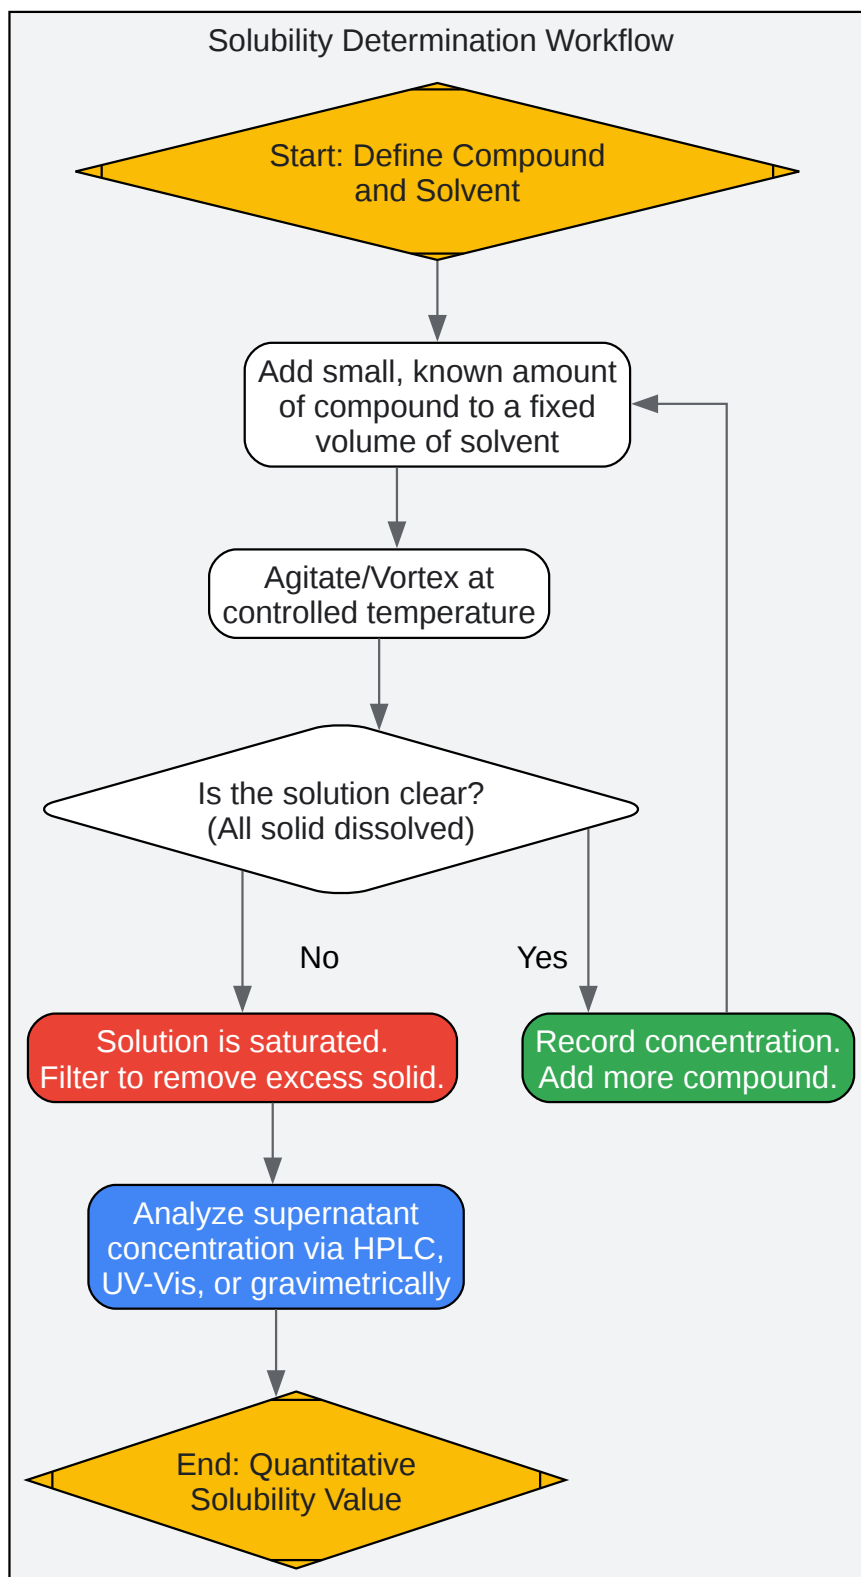 Solubility Determination Workflow
Start: Define Compound
and Solvent
Add small, known amount
of compound to a fixed
volume of solvent
Agitate/Vortex at
controlled temperature
Is the solution clear?
(All solid dissolved)
No
Yes
Solution is saturated.
Filter to remove excess solid.
Record concentration.
Add more compound.
Analyze supernatant
concentration via HPLC,
UV-Vis, or gravimetrically
End: Quantitative
Solubility Value